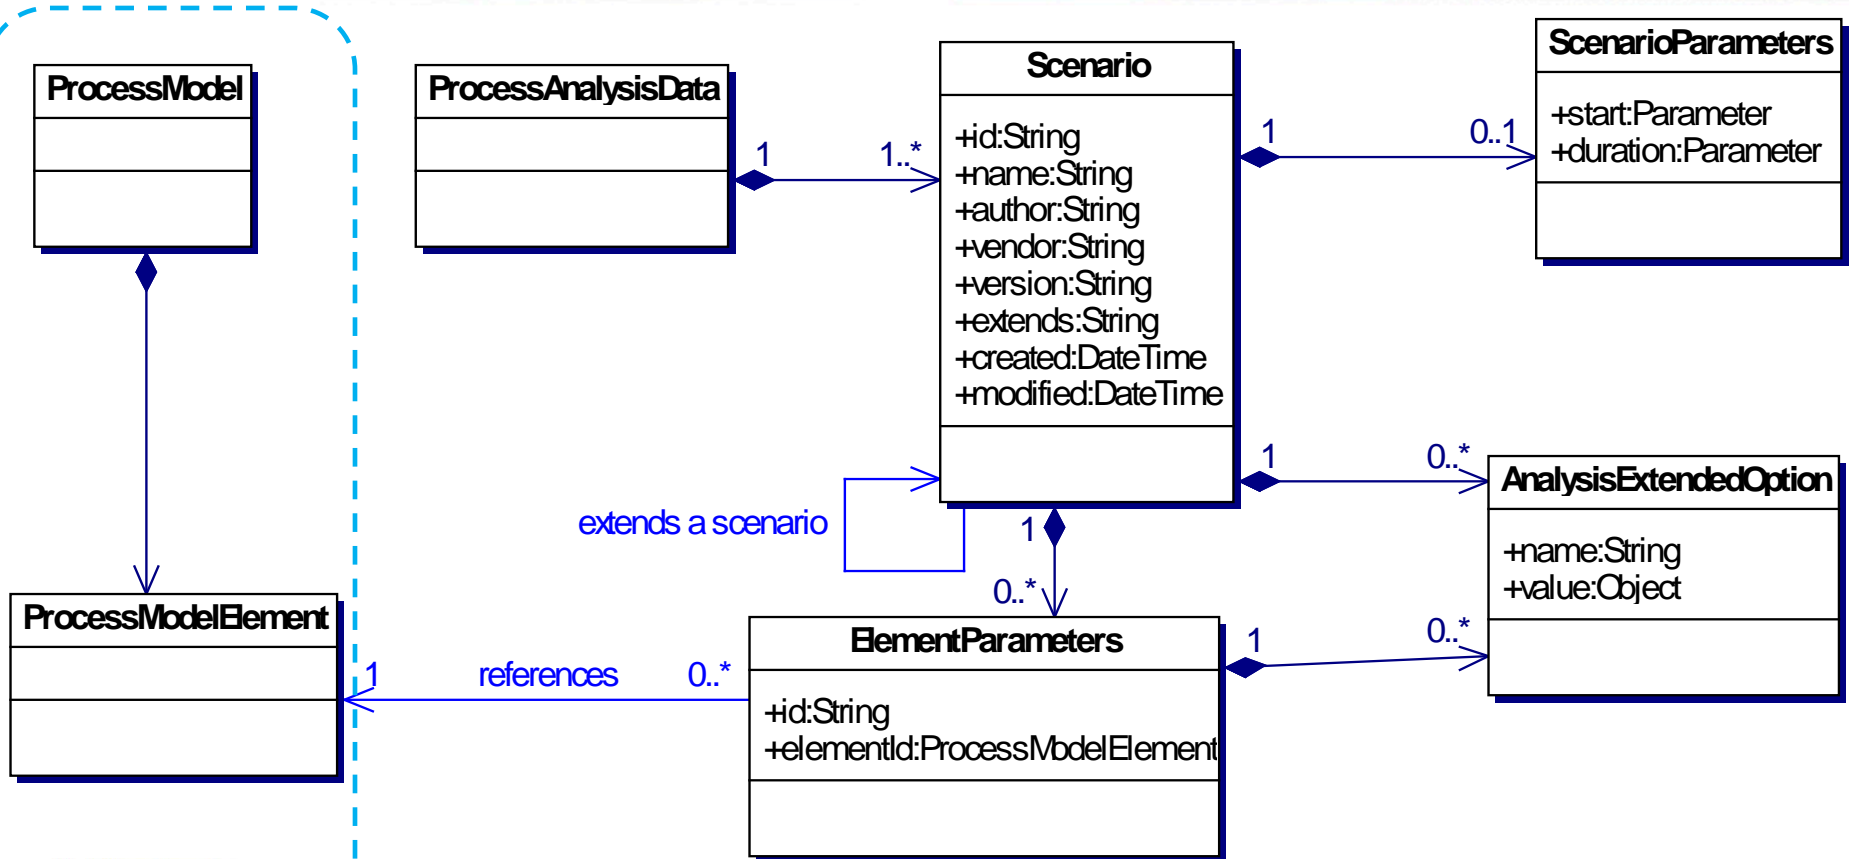 ProcessModel
ProcessAnalysisData
1
1..*
Scenario
+id:String
+name:String
+author:String
+vendor:String
+version:String
+extends:String
+created:DateTime
+modified:DateTime
1
0..1
ScenarioParameters
+start:Parameter
+duration:Parameter
1
0..*
AnalysisExtendedOption
+name:String
+value:Object
extends a scenario
1
0..*
ProcessModelElement
1
references
0..*
ElementParameters
+id:String
+elementId:ProcessModelElement
1
0..*